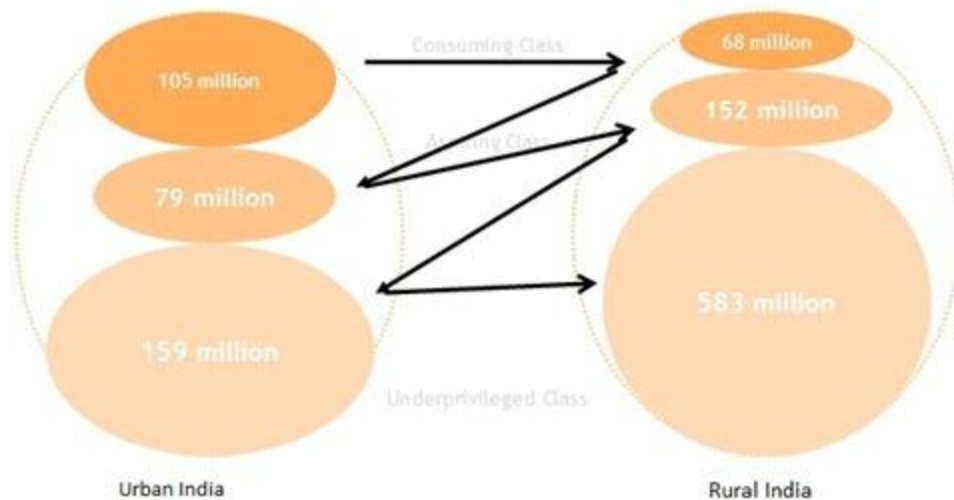 Consuming Class
68 million
105 million
152 million
79 million
583 million
159 million
Underprivileged Class
Urban India
Rural India